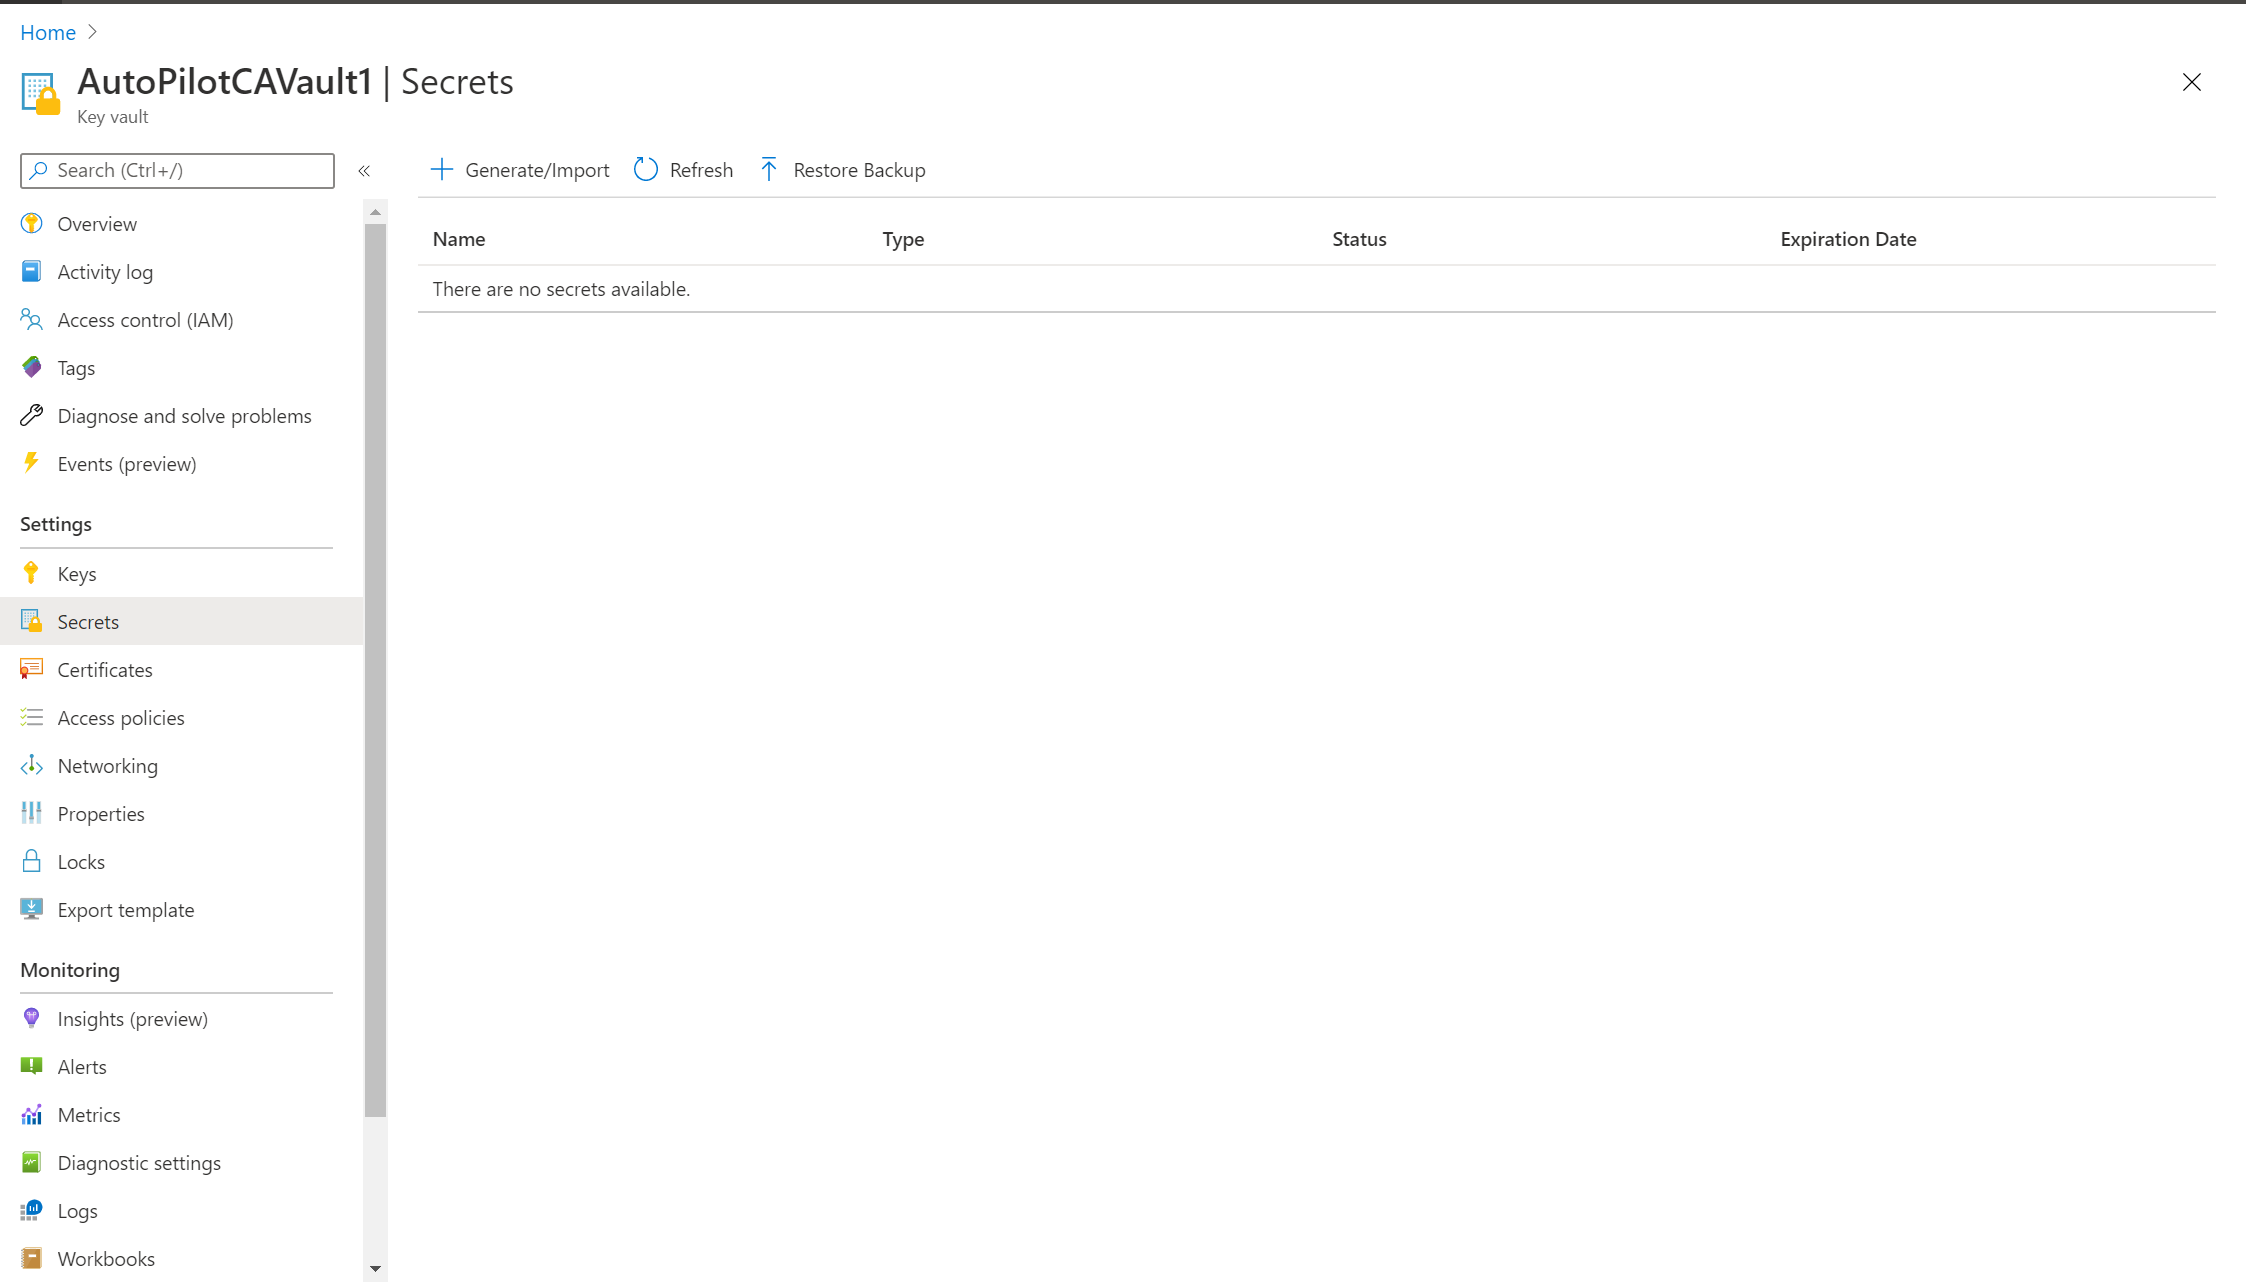 Home
AutoPilotCAVault1 | Secrets
Key vault
Search (Ctrl+/)
Generate/Import Refresh Restore Backup
Overview
Activity log
Access control (IAM)
Tags
Diagnose and solve problems
Events (preview)
Settings
Keys
Secrets
Certificates
Access policies
Networking
Properties
Locks
Export template
Monitoring
Insights (preview)
Alerts
Metrics
Diagnostic settings
Logs
Workbooks
Name Type Status Expiration Date
There are no secrets available.